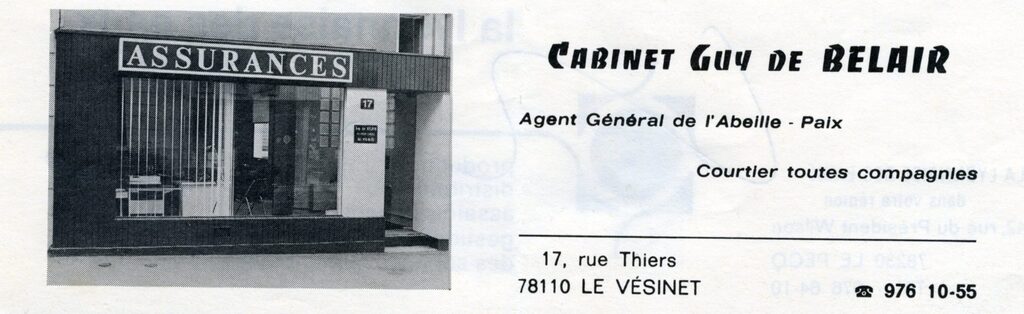 ASSURANCES
17
CABINET GUY DE BELAIR
Agent Général de l'Abeille - Paix
Courtier toutes compagnies
17, rue Thiers
78110 LE VÉSINET
☎ 976 10-55